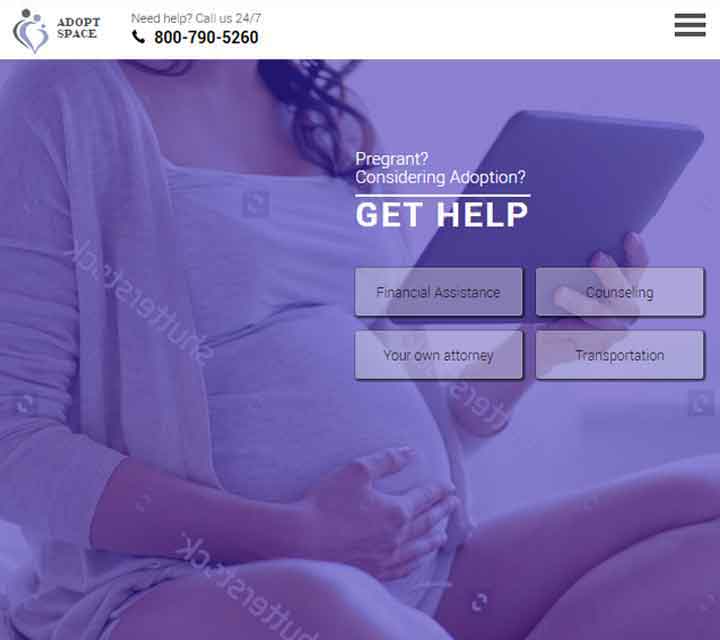 ADOPT
SPACE
Need help? Call us 24/7
800-790-5260
Pregrant?
Considering Adoption?
GET HELP
Financial Assistance
Counseling
Your own attorney
Transportation
shutterstock
shutterstock